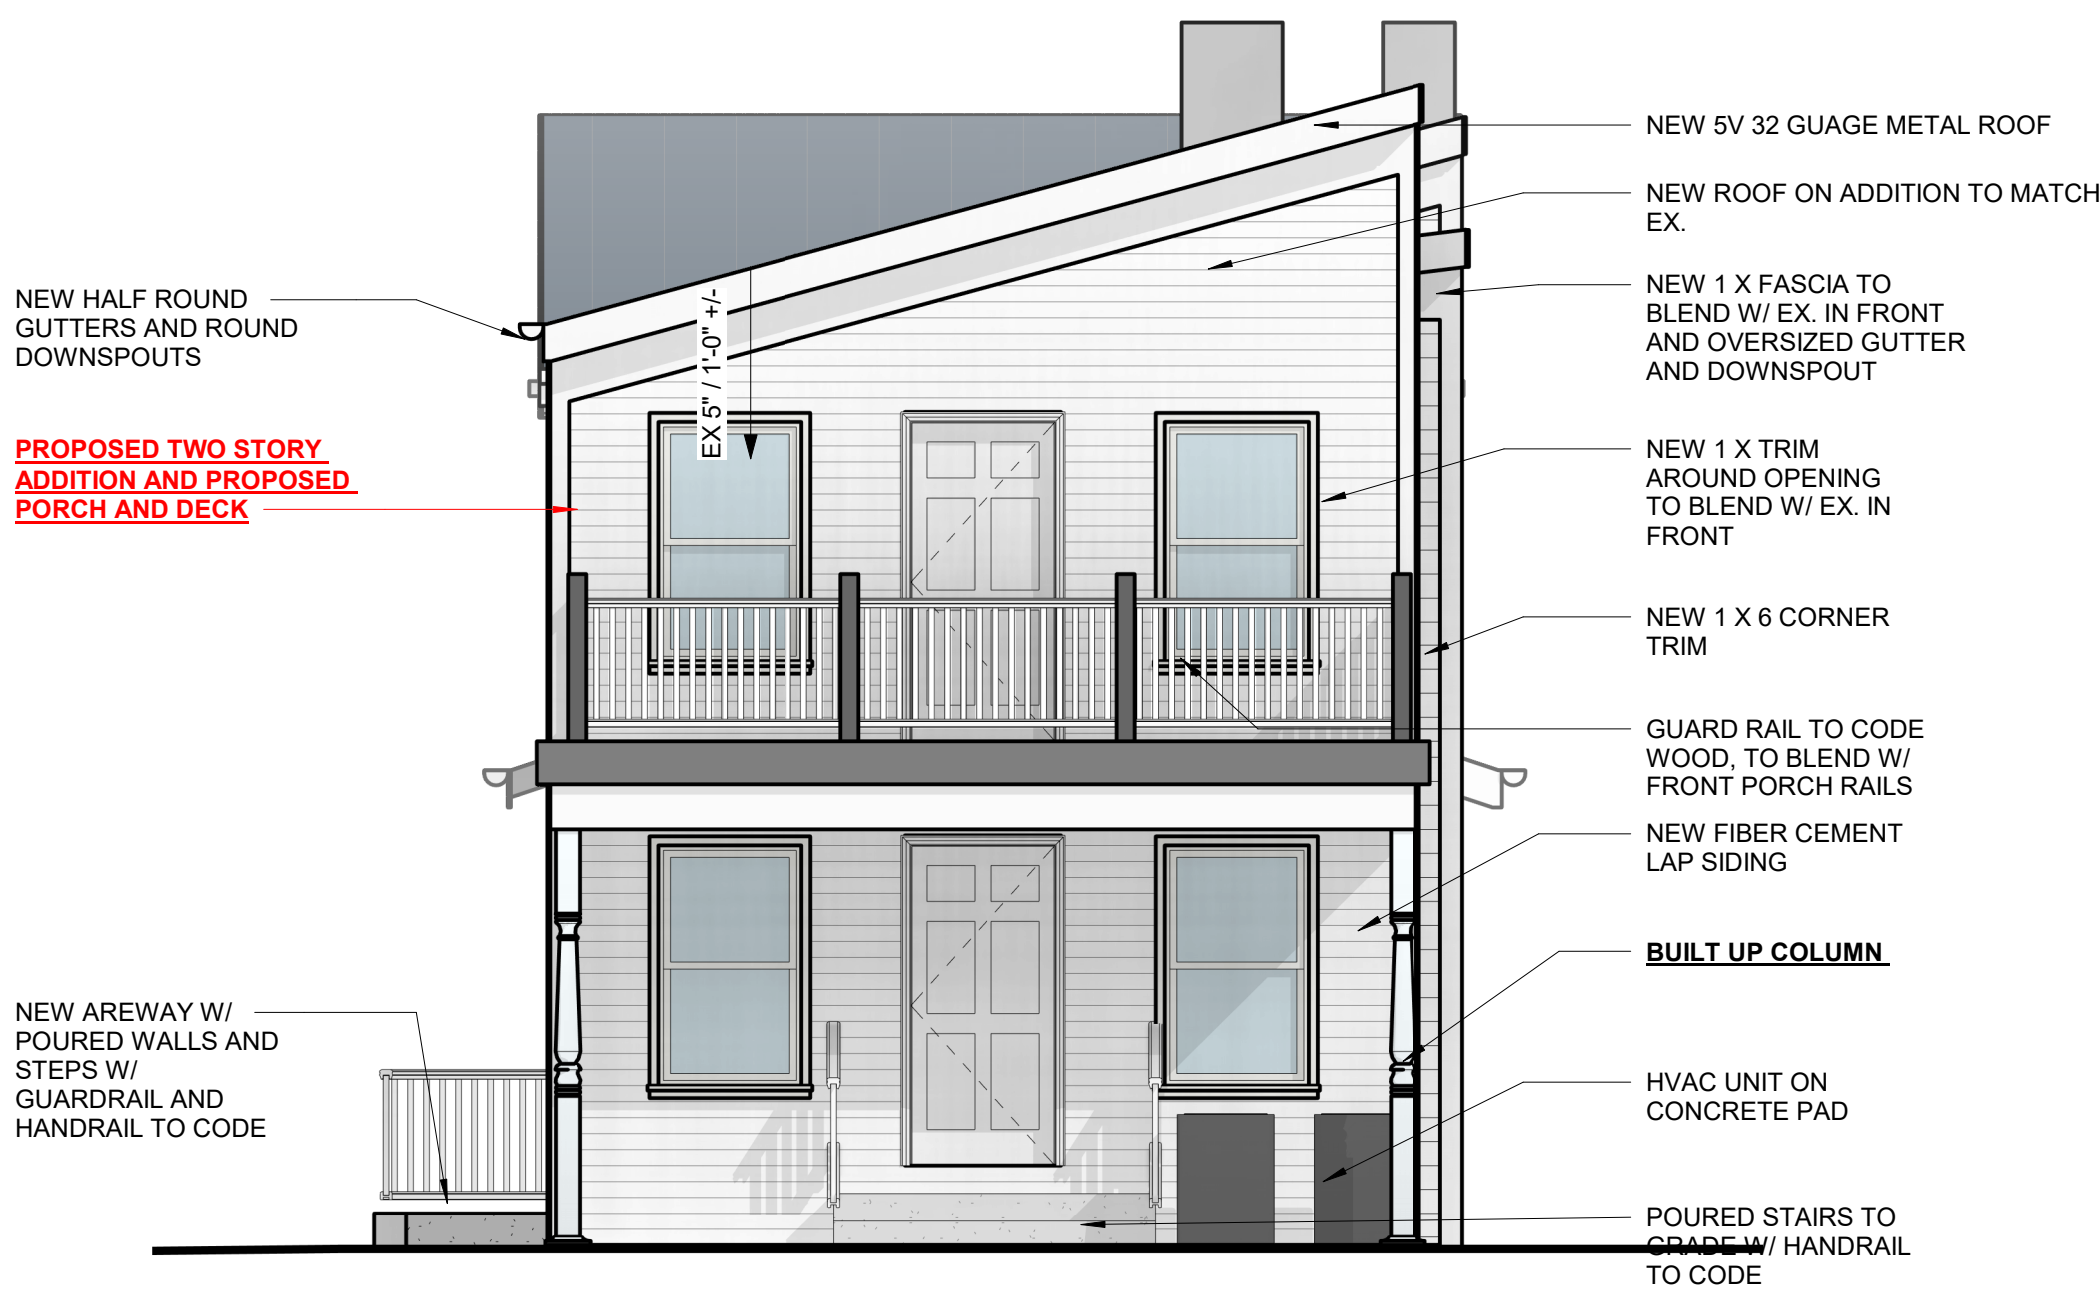 NEW HALF ROUND
GUTTERS AND ROUND
DOWNSPOUTS
PROPOSED TWO STORY
ADDITION AND PROPOSED
PORCH AND DECK
NEW AREWAY W/
POURED WALLS AND
STEPS W/
GUARDRAIL AND
HANDRAIL TO CODE
EX 5" / 1'-0" +/-
NEW 5V 32 GUAGE METAL ROOF
NEW ROOF ON ADDITION TO MATCH
EX.
NEW 1 X FASCIA TO
BLEND W/ EX. IN FRONT
AND OVERSIZED GUTTER
AND DOWNSPOUT
NEW 1 X TRIM
AROUND OPENING
TO BLEND W/ EX. IN
FRONT
NEW 1 X 6 CORNER
TRIM
GUARD RAIL TO CODE
WOOD, TO BLEND W/
FRONT PORCH RAILS
NEW FIBER CEMENT
LAP SIDING
BUILT UP COLUMN
HVAC UNIT ON
CONCRETE PAD
POURED STAIRS TO
GRADE W/ HANDRAIL
TO CODE